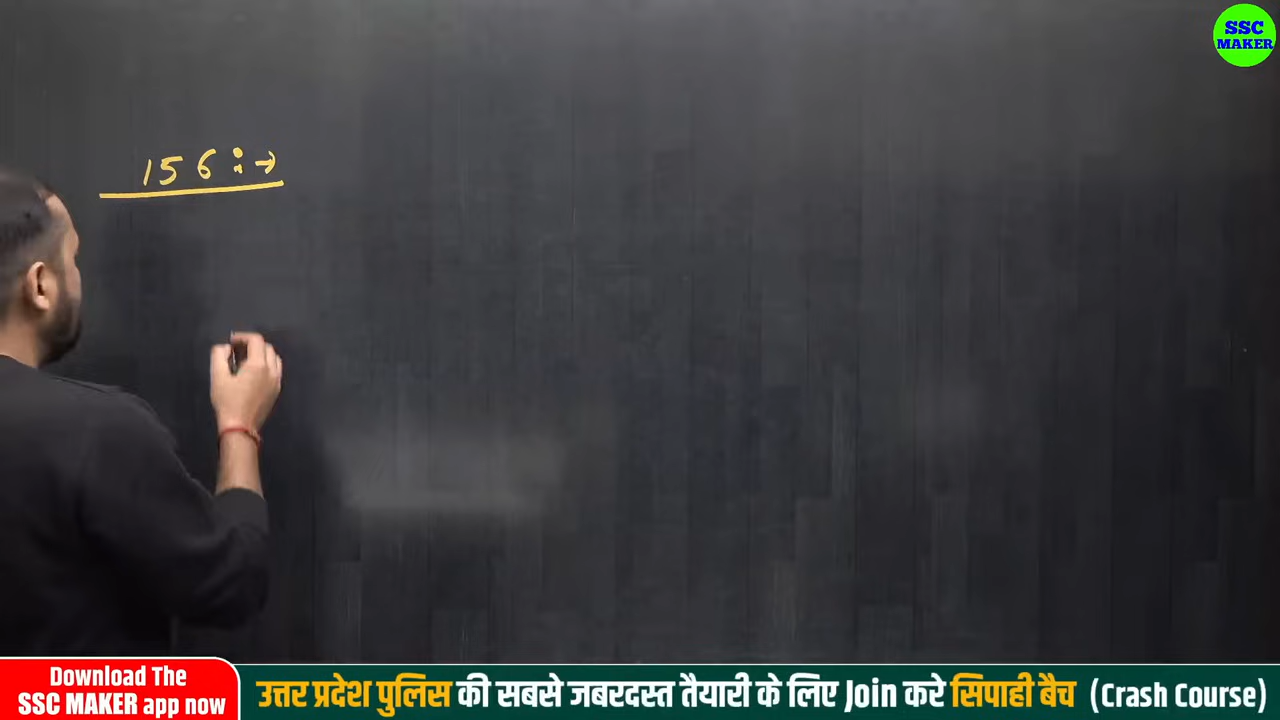 SSC
MAKER
156:→
Download The
SSC MAKER app now
उत्तर प्रदेश पुलिस की सबसे जबरदस्त तैयारी के लिए Join करे सिपाही बैच (Crash Course)